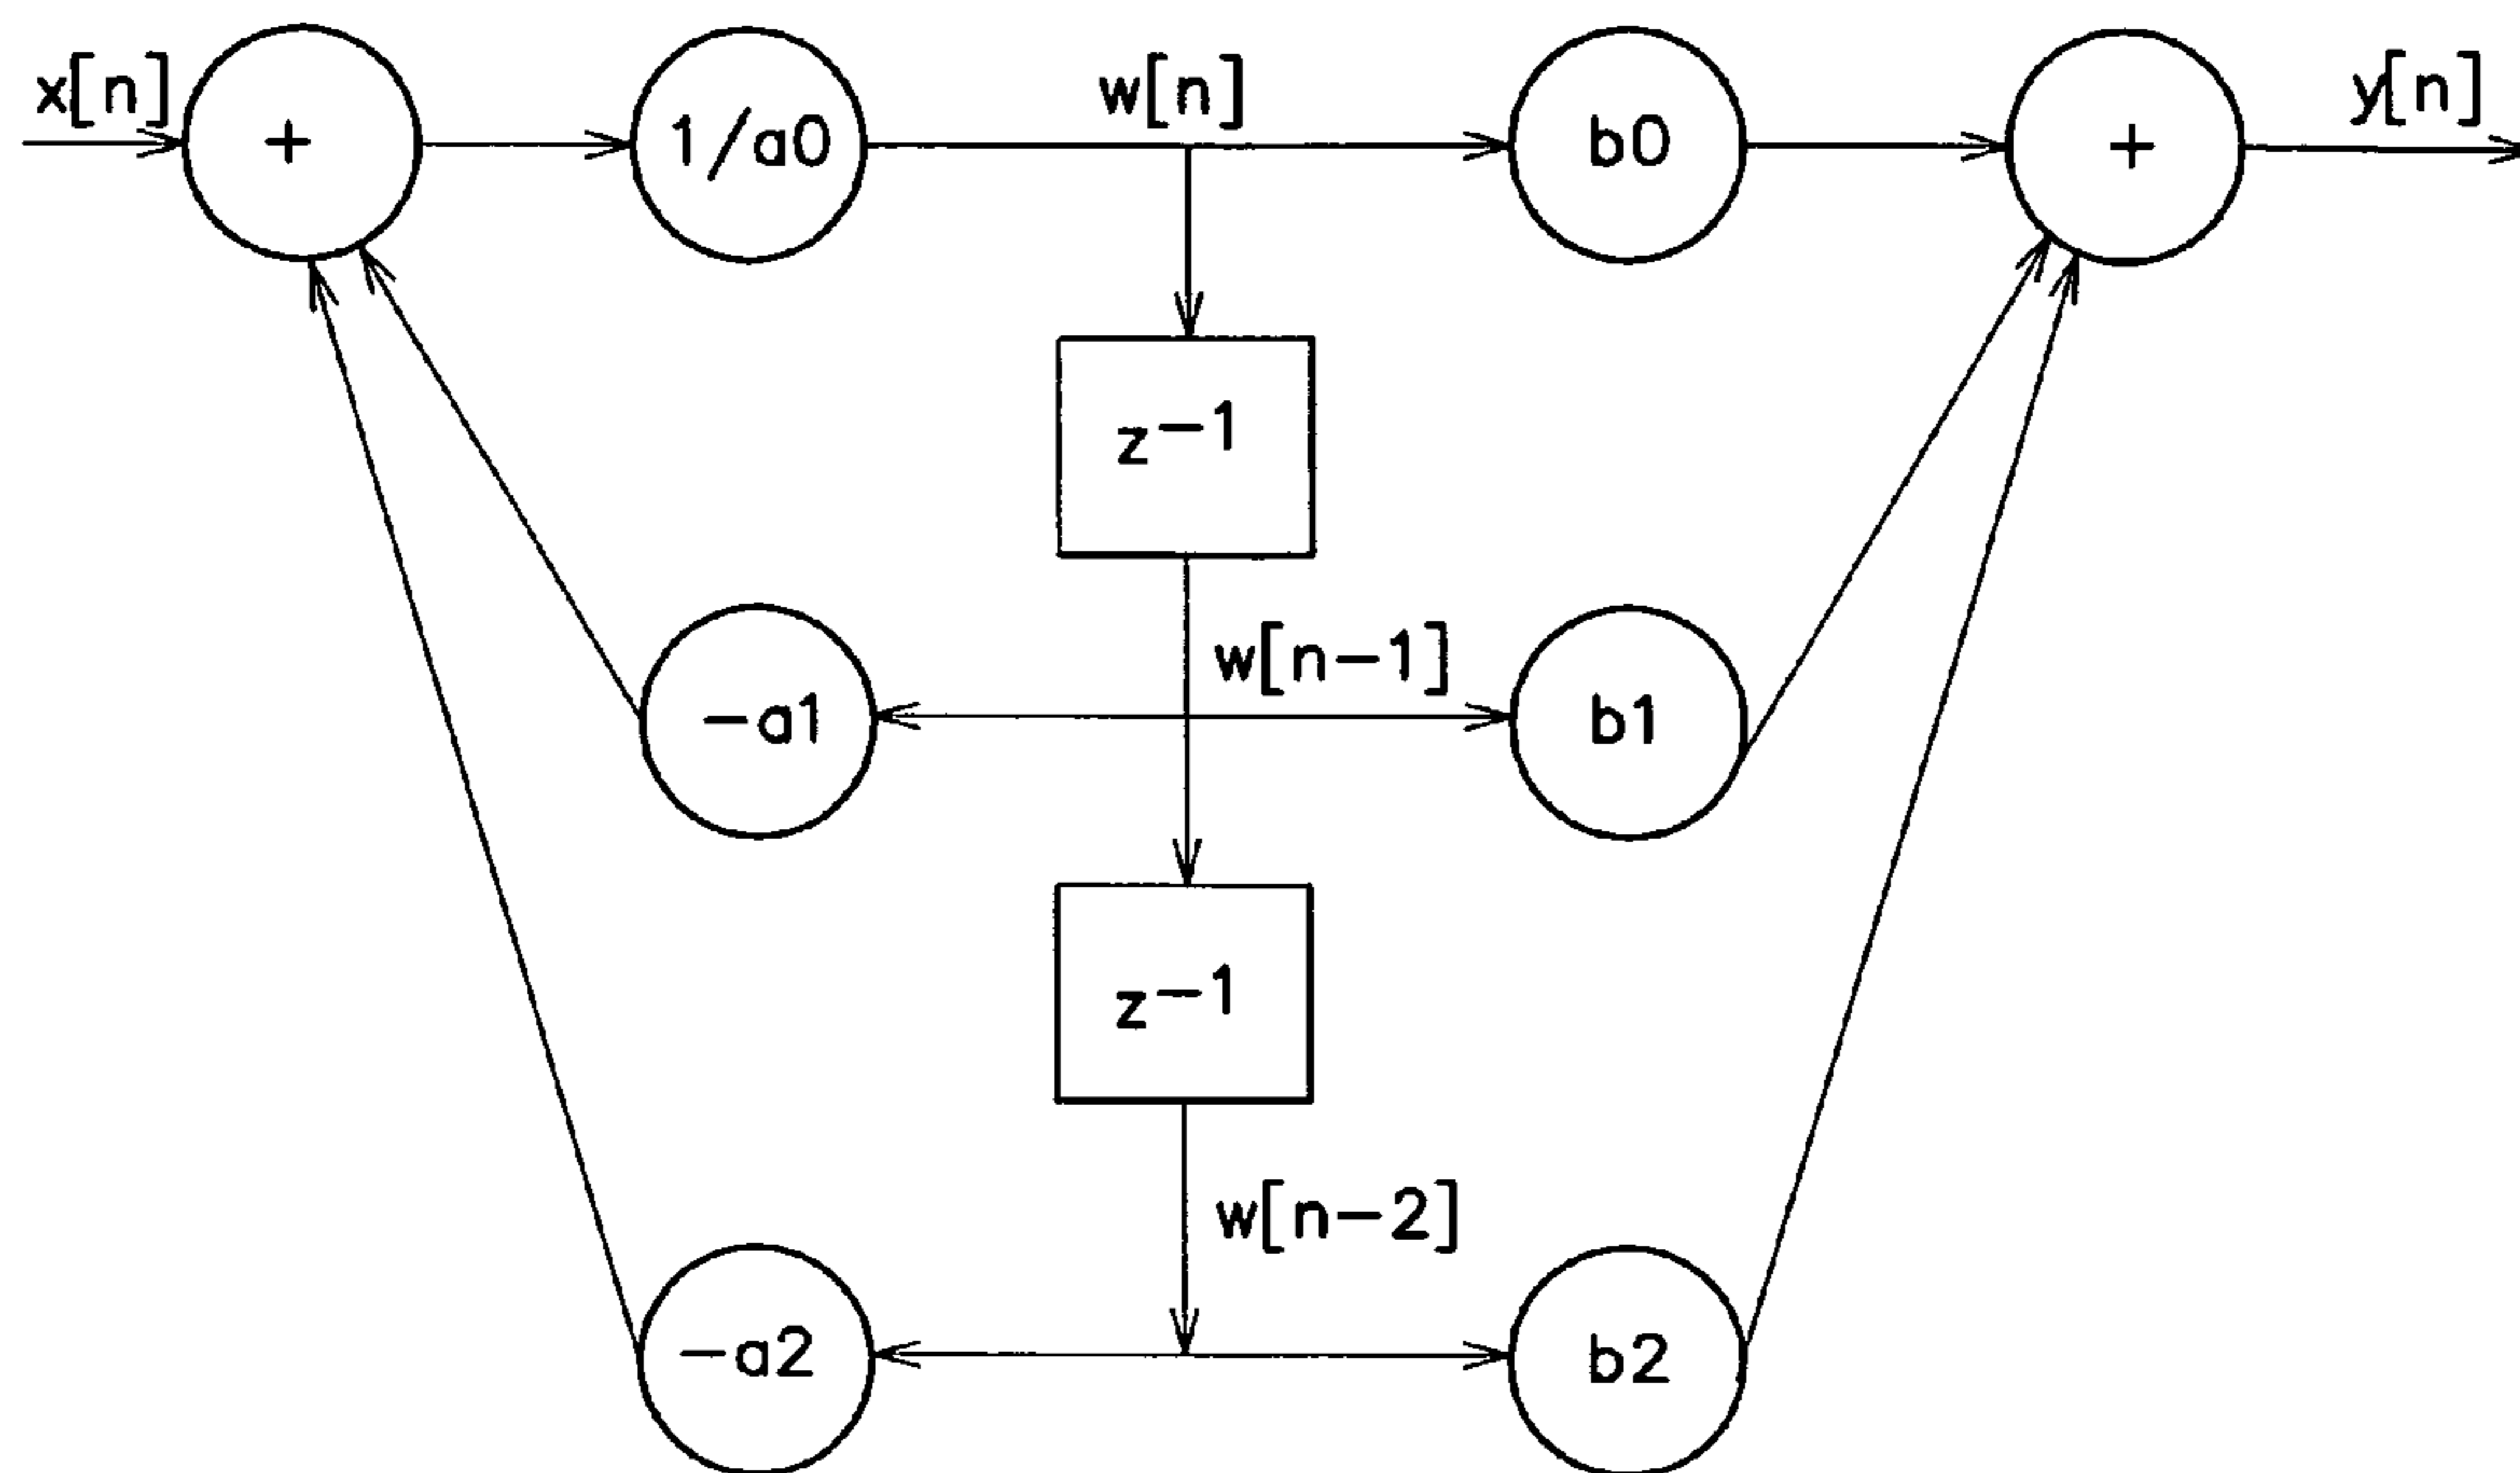 x[n]
+
1/a0
w[n]
b0
+
y[n]
z⁻¹
w[n-1]
-a1
b1
z⁻¹
w[n-2]
-a2
b2